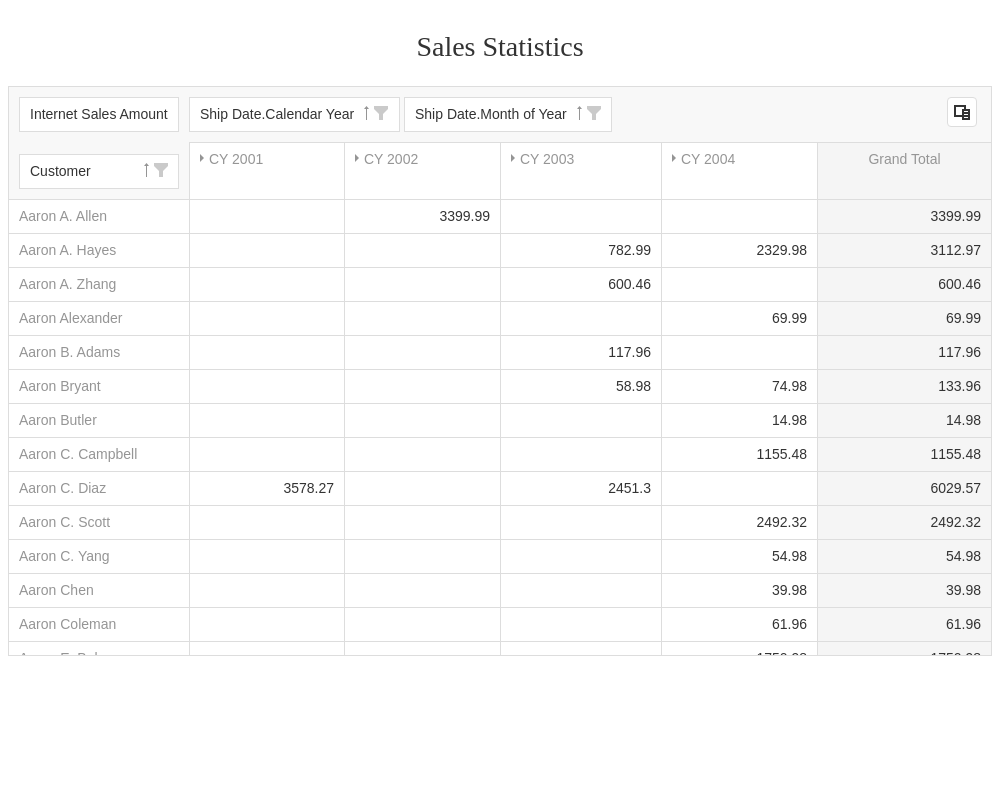 Sales Statistics
Internet Sales Amount Ship Date.Calendar Year Ship Date.Month of Year
Customer CY 2001 CY 2002 CY 2003 CY 2004 Grand Total
Aaron A. Allen 3399.99 3399.99
Aaron A. Hayes 782.99 2329.98 3112.97
Aaron A. Zhang 600.46 600.46
Aaron Alexander 69.99 69.99
Aaron B. Adams 117.96 117.96
Aaron Bryant 58.98 74.98 133.96
Aaron Butler 14.98 14.98
Aaron C. Campbell 1155.48 1155.48
Aaron C. Diaz 3578.27 2451.3 6029.57
Aaron C. Scott 2492.32 2492.32
Aaron C. Yang 54.98 54.98
Aaron Chen 39.98 39.98
Aaron Coleman 61.96 61.96